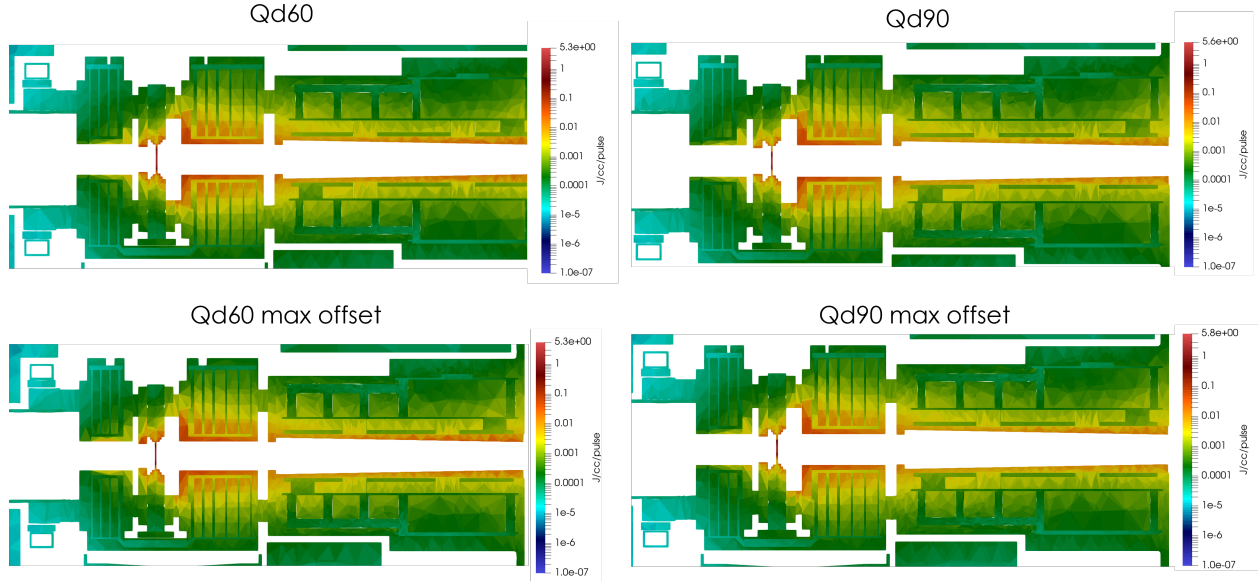 Qd60
5.3e+00
1
0.1
0.01
0.001
0.0001
1e-5
1e-6
1.0e-07
J/cc/pulse
Qd90
5.6e+00
1
0.1
0.01
0.001
0.0001
1e-5
1e-6
1.0e-07
J/cc/pulse
Qd60 max offset
5.3e+00
1
0.1
0.01
0.001
0.0001
1e-5
1e-6
1.0e-07
J/cc/pulse
Qd90 max offset
5.8e+00
1
0.1
0.01
0.001
0.0001
1e-5
1e-6
1.0e-07
J/cc/pulse